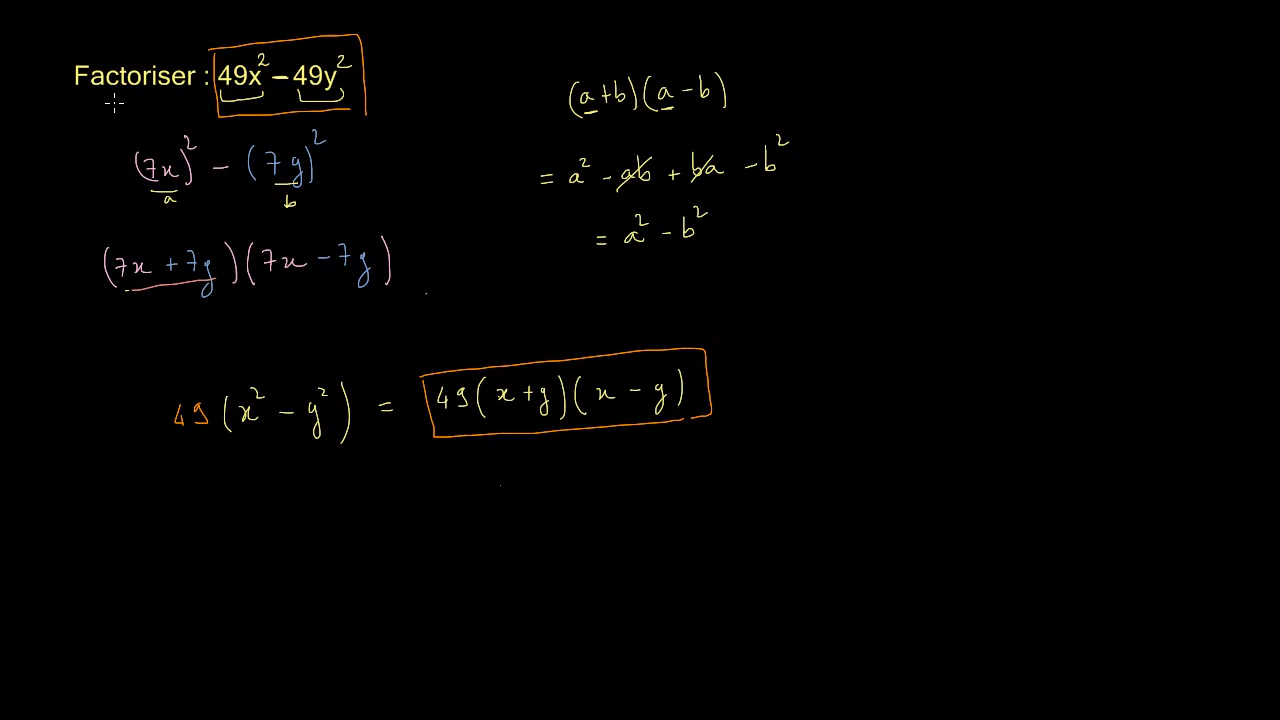 Factoriser : 49x² – 49y²
(7x)² – (7y)²
a b
(7x + 7y)(7x – 7y)
(a+b)(a–b)
= a² – ab + ba – b²
= a² – b²
49(x² – y²) = 49(x+y)(x–y)